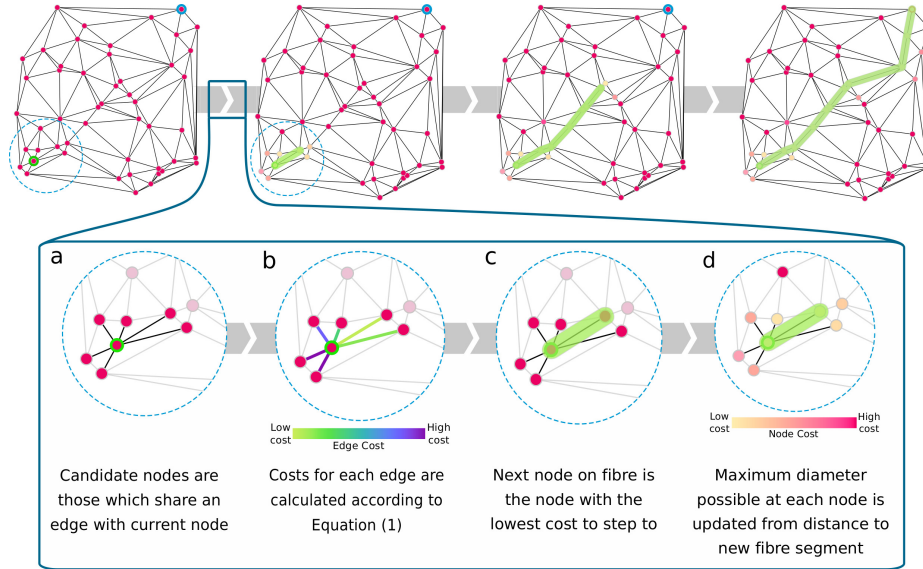 a
b
c
d
Low
cost
High
cost
Edge Cost
Low
cost
High
cost
Node Cost
Candidate nodes are
those which share an
edge with current node
Costs for each edge are
calculated according to
Equation (1)
Next node on fibre is
the node with the
lowest cost to step to
Maximum diameter
possible at each node is
updated from distance to
new fibre segment